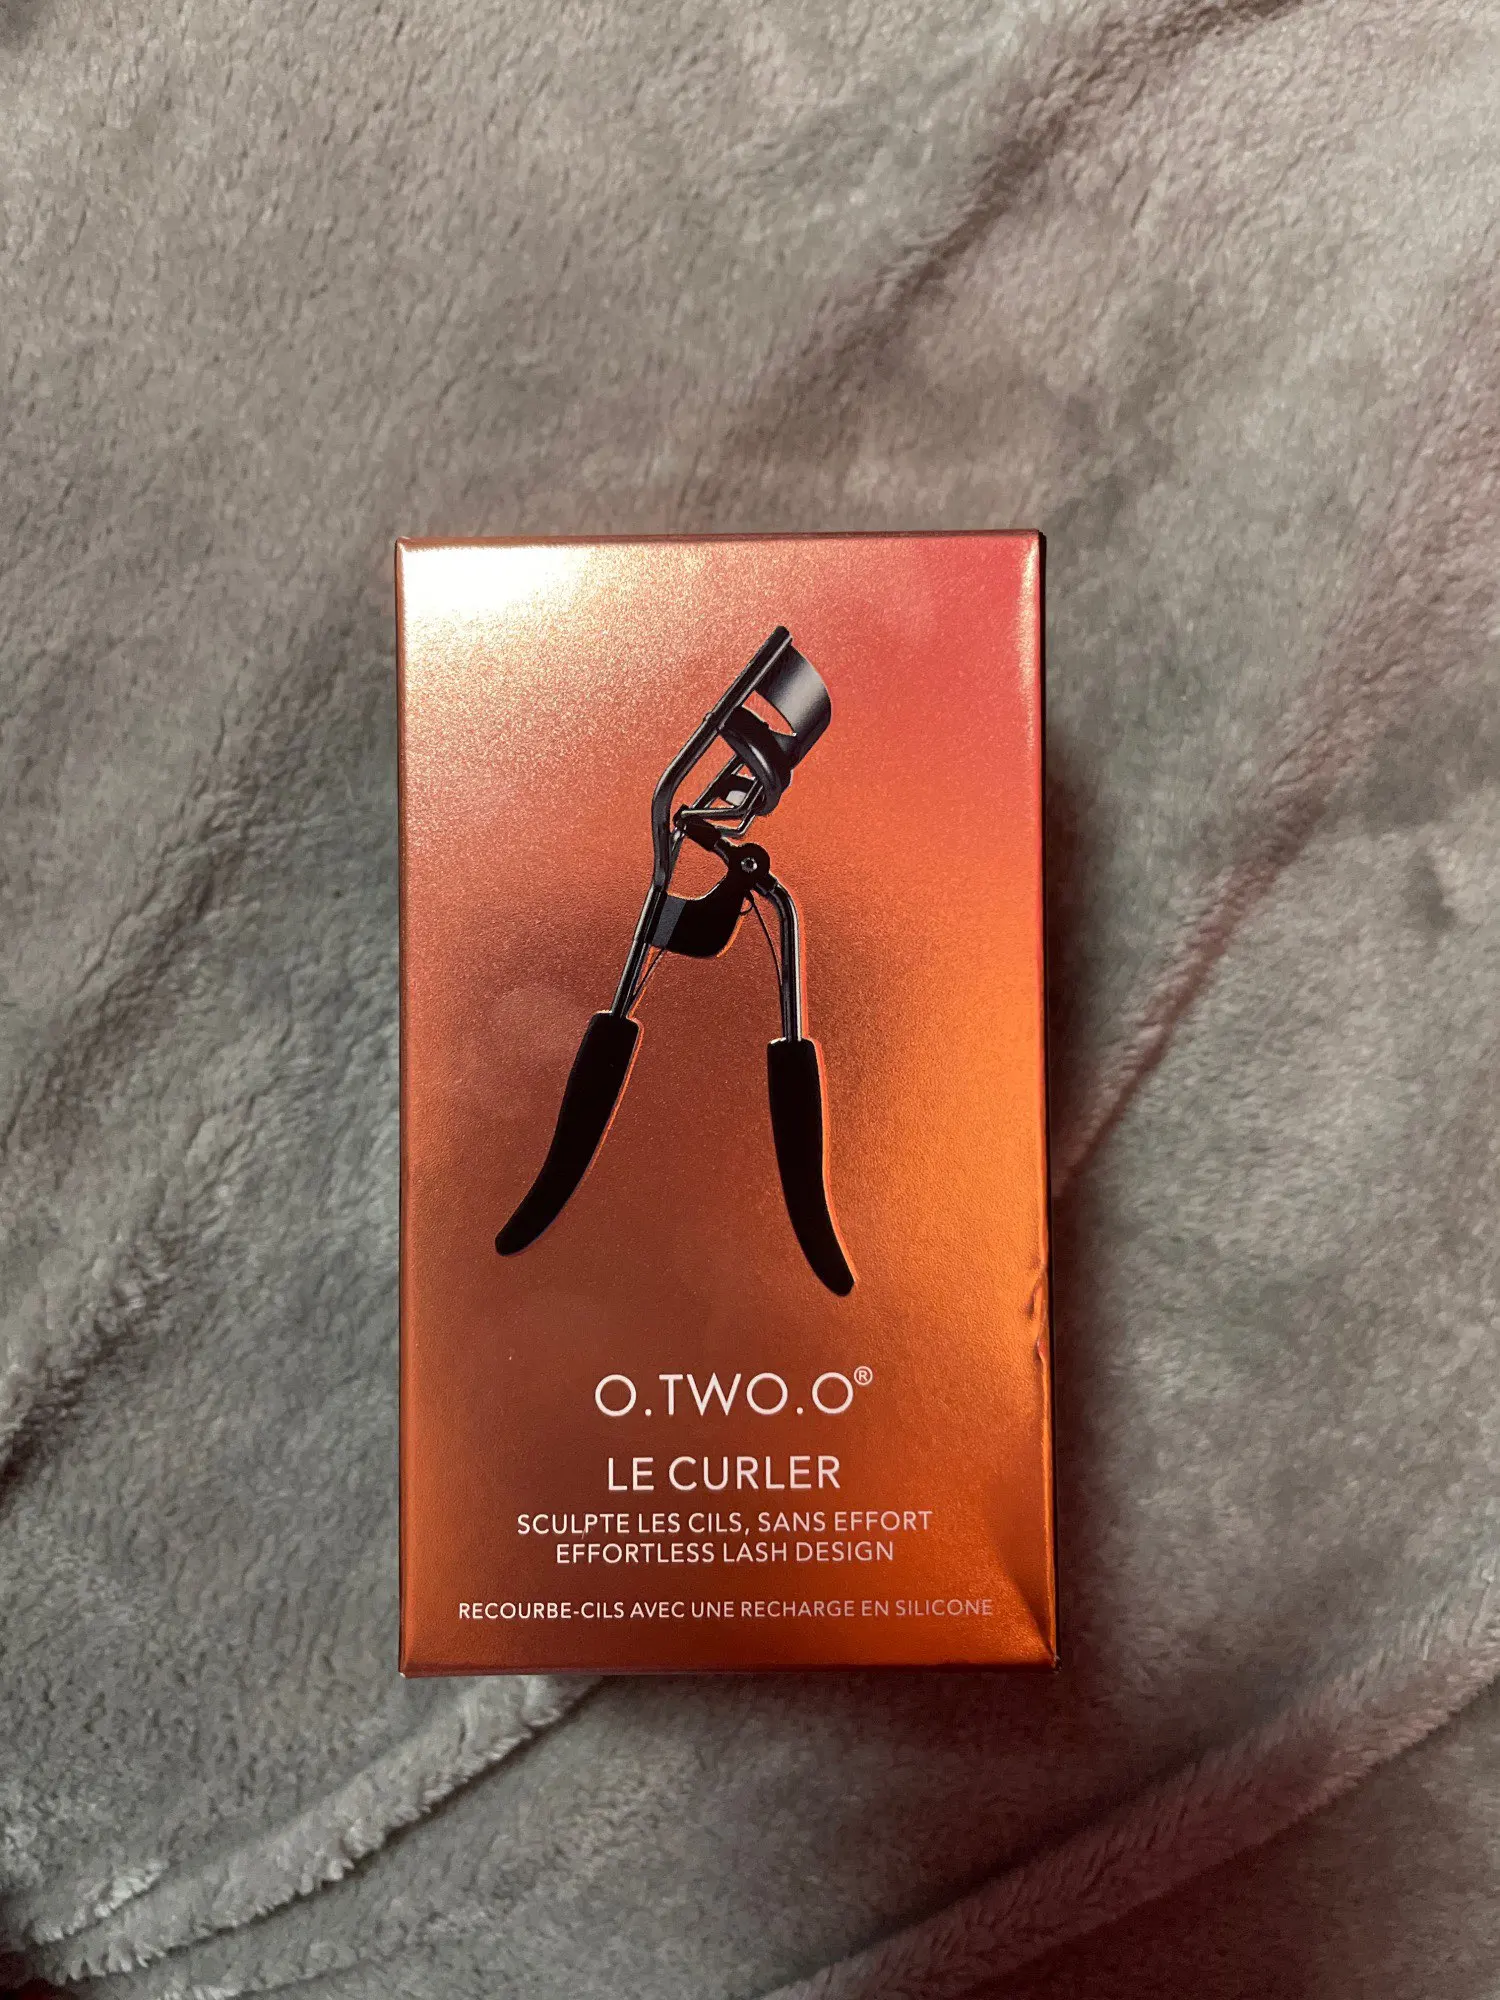 O.TWO.O®
LE CURLER
SCULPTE LES CILS, SANS EFFORT
EFFORTLESS LASH DESIGN
RECOURBE-CILS AVEC UNE RECHARGE EN SILICONE